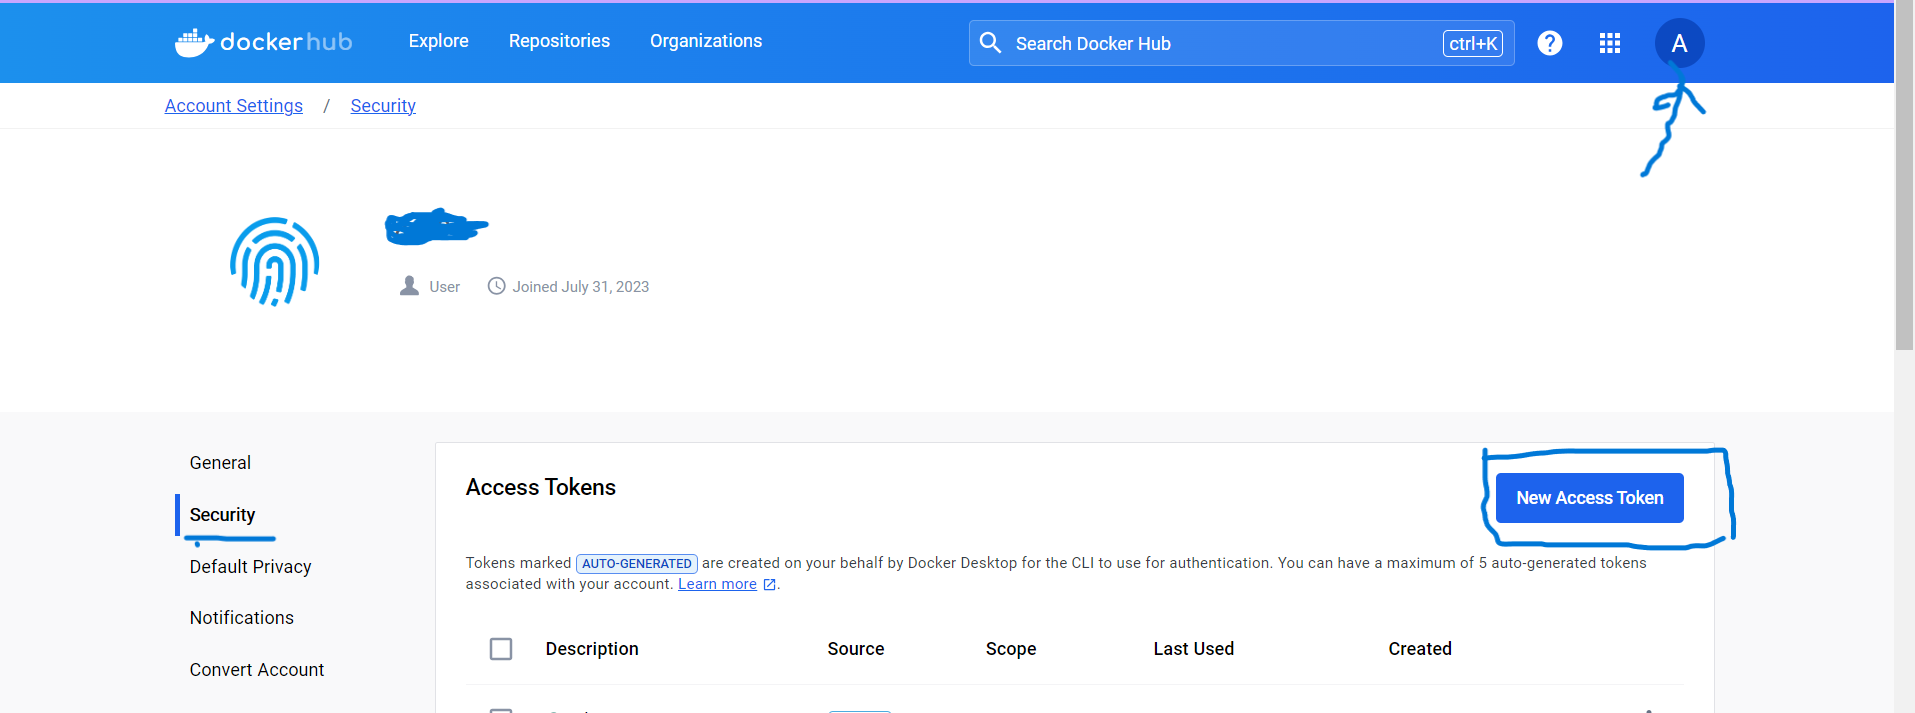 docker hub Explore Repositories Organizations Search Docker Hub ctrl+K ? A
Account Settings / Security
User Joined July 31, 2023
General
Security
Default Privacy
Notifications
Convert Account
Access Tokens
New Access Token
Tokens marked AUTO-GENERATED are created on your behalf by Docker Desktop for the CLI to use for authentication. You can have a maximum of 5 auto-generated tokens
associated with your account. Learn more .
Description Source Scope Last Used Created